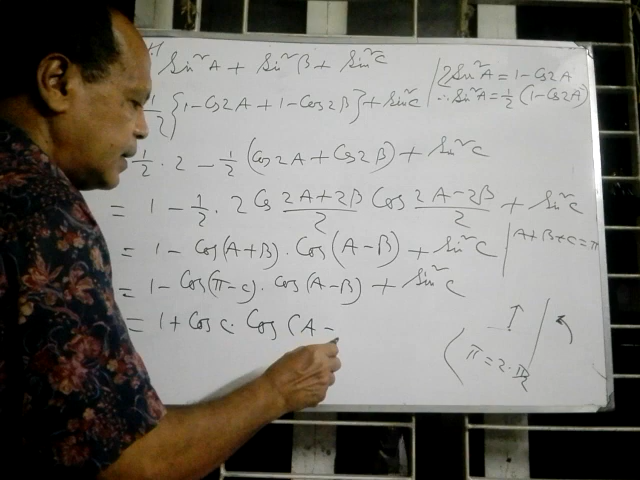 Sin²A + Sin²B + Sin²C
½{1-Cos2A + 1-Cos2B} + Sin²C
½ · 2 - ½ (Cos2A + Cos2B) + Sin²C
= 1 - ½ · 2 Cos (2A+2B)/2 Cos (2A-2B)/2 + Sin²C
= 1 - Cos(A+B) · Cos(A-B) + Sin²C
= 1 - Cos(π-C) · Cos(A-B) + Sin²C
= 1 + Cos C · Cos (A -
2Sin²A = 1-Cos2A
∴ Sin²A = ½ (1-Cos2A)
A+B+C = π
(π = 2·π/2